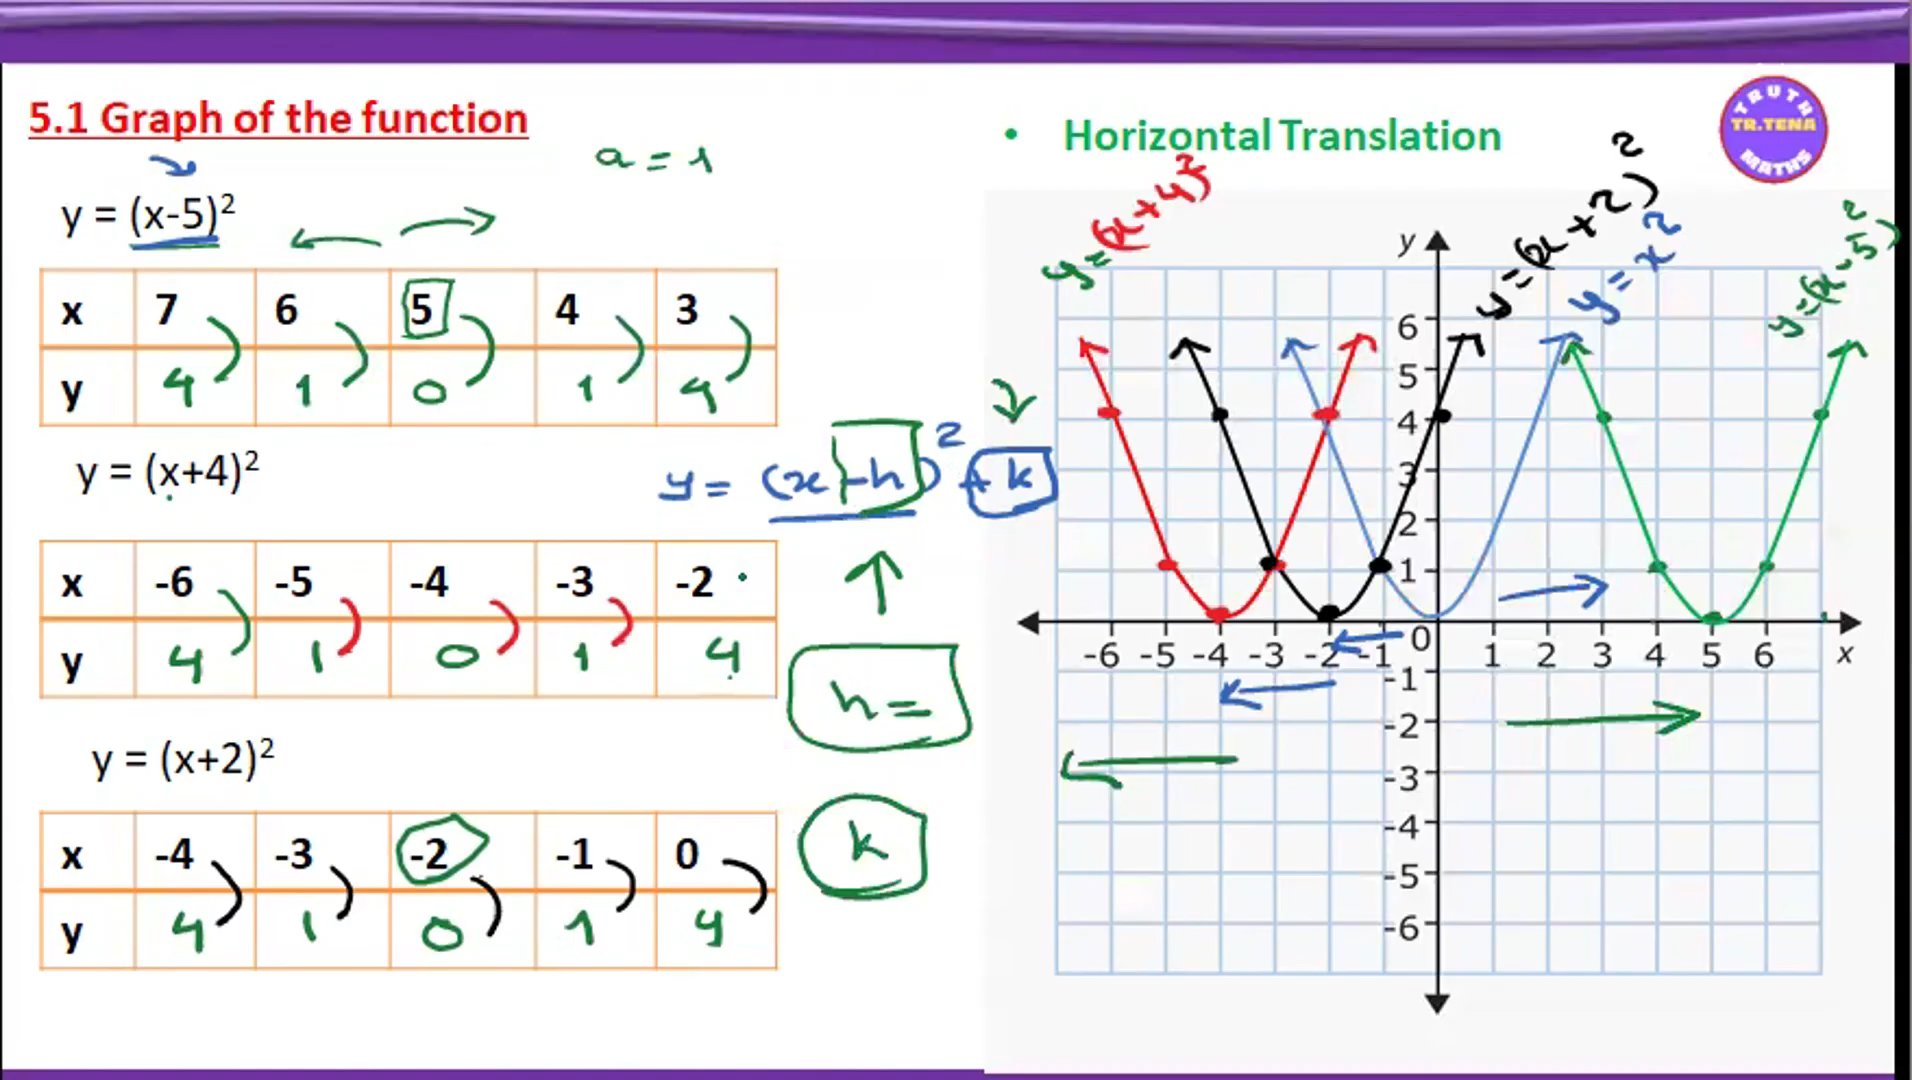 5.1 Graph of the function
a = 1
y = (x-5)²
x 7 6 5 4 3
y 4 1 0 1 4
y = (x+4)²
x -6 -5 -4 -3 -2
y 4 1 0 1 4
y = (x+2)²
x -4 -3 -2 -1 0
y 4 1 0 1 4
y = (x-h)² + k
h =
k
• Horizontal Translation
TRUTH
TR.TENA
MATHS
y=(x+4)²
y=(x+2)²
y=x²
y=(x-5)²
y
6
5
4
3
2
1
0
-6 -5 -4 -3 -2 -1 1 2 3 4 5 6 x
-1
-2
-3
-4
-5
-6